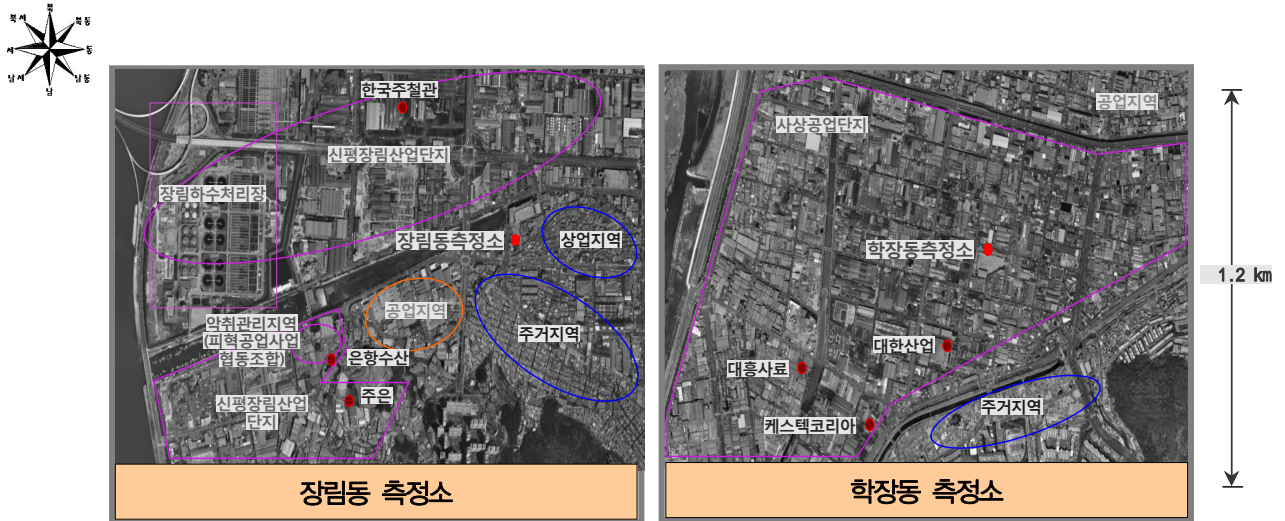 북
북서
북동
서
동
남서
남동
남
한국주철관
신평장림산업단지
장림하수처리장
장림동측정소
상업지역
공업지역
악취관리지역
(피혁공업사업
협동조합)
은항수산
주거지역
주은
신평장림산업
단지
장림동 측정소
공업지역
사상공업단지
학장동측정소
대한산업
대흥사료
주거지역
케스텍코리아
학장동 측정소
1.2 km